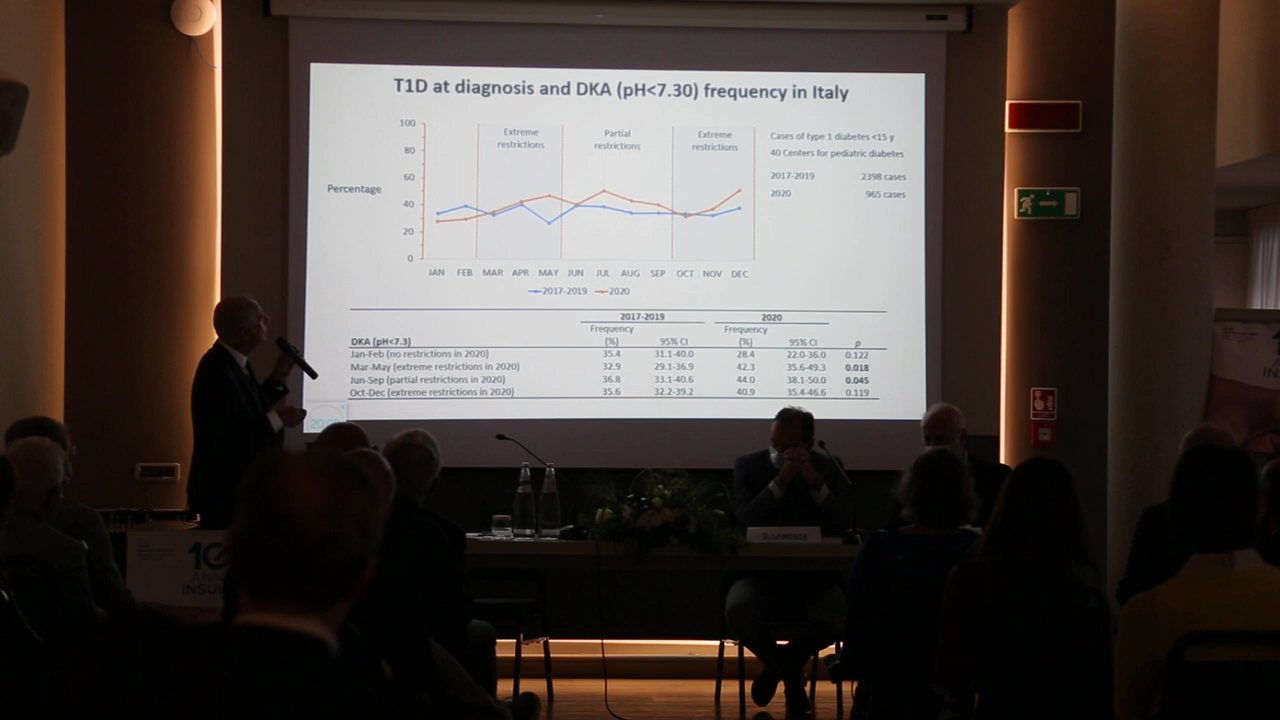 T1D at diagnosis and DKA (pH<7.30) frequency in Italy
100
80
60
40
20
0
Percentage
Extreme
restrictions
Partial
restrictions
Extreme
restrictions
JAN FEB MAR APR MAY JUN JUL AUG SEP OCT NOV DEC
2017-2019 2020
Cases of type 1 diabetes <15 y
40 Centers for pediatric diabetes
2017-2019 2398 cases
2020 965 cases
2017-2019 2020
Frequency Frequency
DKA (pH<7.3) (%) 95% CI (%) 95% CI p
Jan-Feb (no restrictions in 2020) 35.4 31.1-40.0 28.4 22.0-36.0 0.122
Mar-May (extreme restrictions in 2020) 32.9 29.1-36.9 42.3 35.6-49.3 0.018
Jun-Sep (partial restrictions in 2020) 36.8 33.1-40.6 44.0 38.1-50.0 0.045
Oct-Dec (extreme restrictions in 2020) 35.6 32.2-39.2 40.9 35.4-46.6 0.119
10
ANN
INSUL